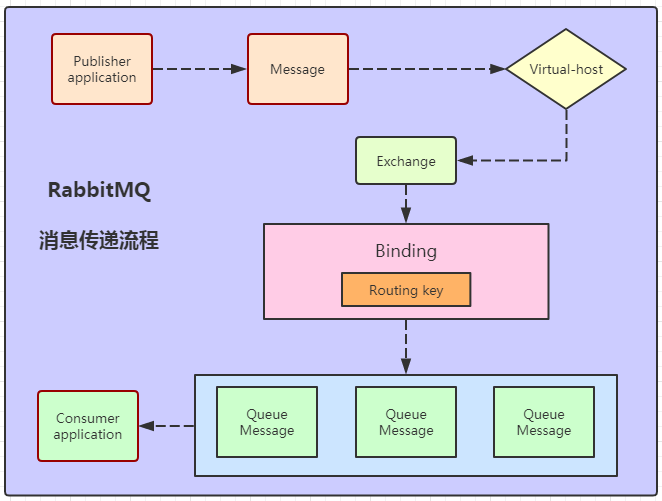 Publisher
application
Message
Virtual-host
Exchange
RabbitMQ
消息传递流程
Binding
Routing key
Consumer
application
Queue
Message
Queue
Message
Queue
Message